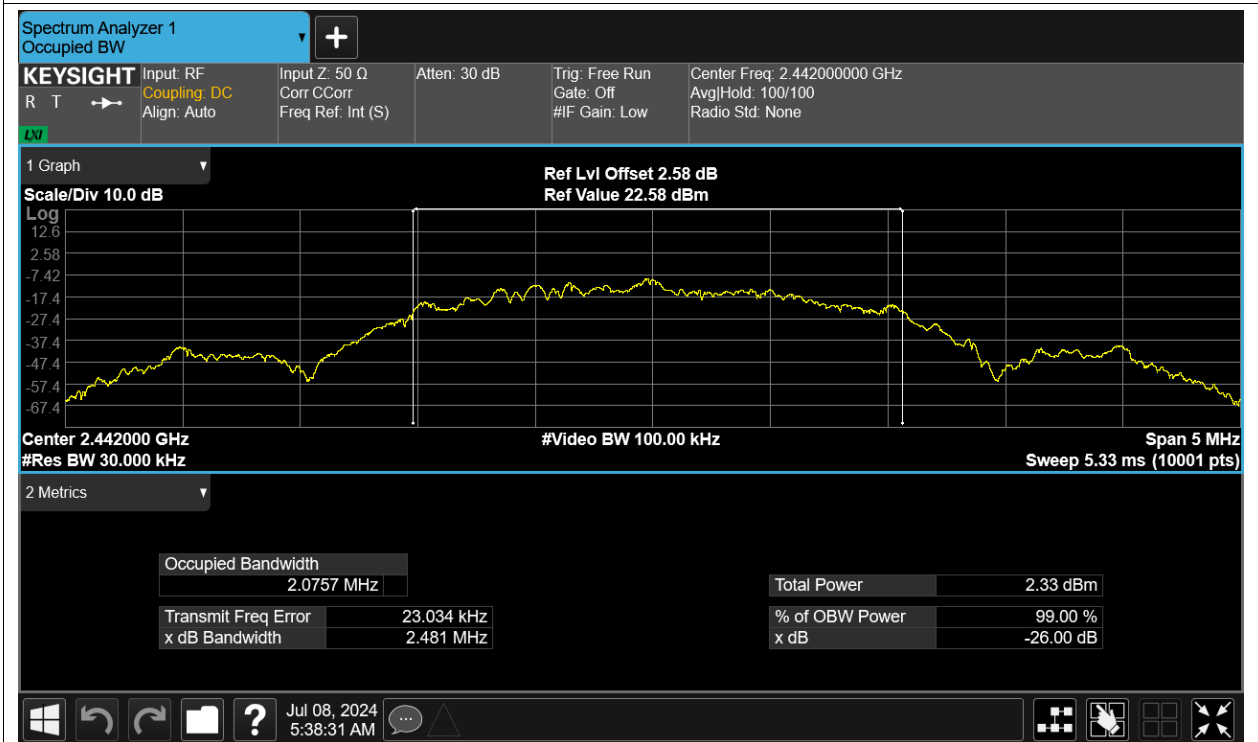 Spectrum Analyzer 1
Occupied BW
KEYSIGHT
R T
LXI
Input: RF
Coupling: DC
Align: Auto
Input Z: 50 Ω
Corr CCorr
Freq Ref: Int (S)
Atten: 30 dB
Trig: Free Run
Gate: Off
#IF Gain: Low
Center Freq: 2.442000000 GHz
Avg|Hold: 100/100
Radio Std: None
1 Graph
Scale/Div 10.0 dB
Ref Lvl Offset 2.58 dB
Ref Value 22.58 dBm
Log
12.6
2.58
-7.42
-17.4
-27.4
-37.4
-47.4
-57.4
-67.4
Center 2.442000 GHz
#Video BW 100.00 kHz
Span 5 MHz
#Res BW 30.000 kHz
Sweep 5.33 ms (10001 pts)
2 Metrics
Occupied Bandwidth
2.0757 MHz
Total Power 2.33 dBm
Transmit Freq Error 23.034 kHz
% of OBW Power 99.00 %
x dB Bandwidth 2.481 MHz
x dB -26.00 dB
?
Jul 08, 2024
5:38:31 AM